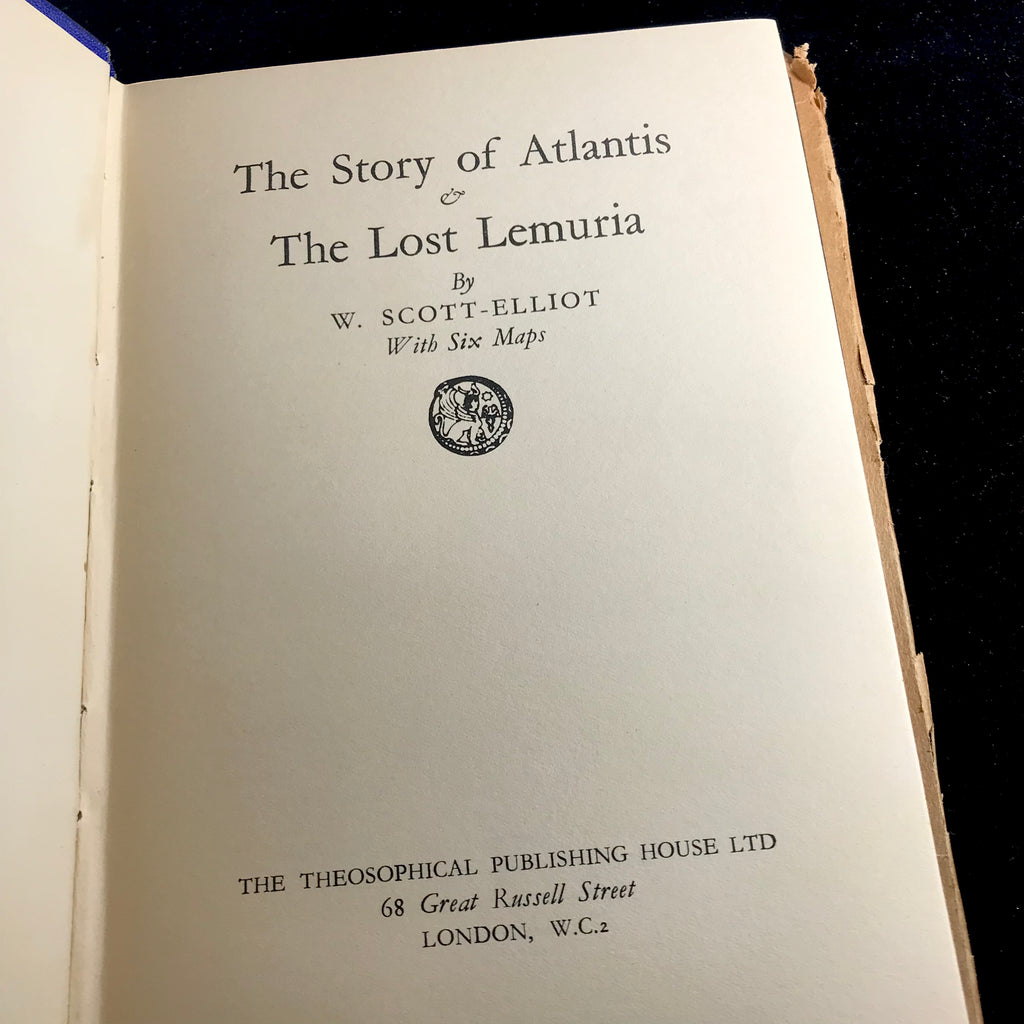 The Story of Atlantis
&
The Lost Lemuria
By
W. SCOTT-ELLIOT
With Six Maps
THE THEOSOPHICAL PUBLISHING HOUSE LTD
68 Great Russell Street
LONDON, W.C.2